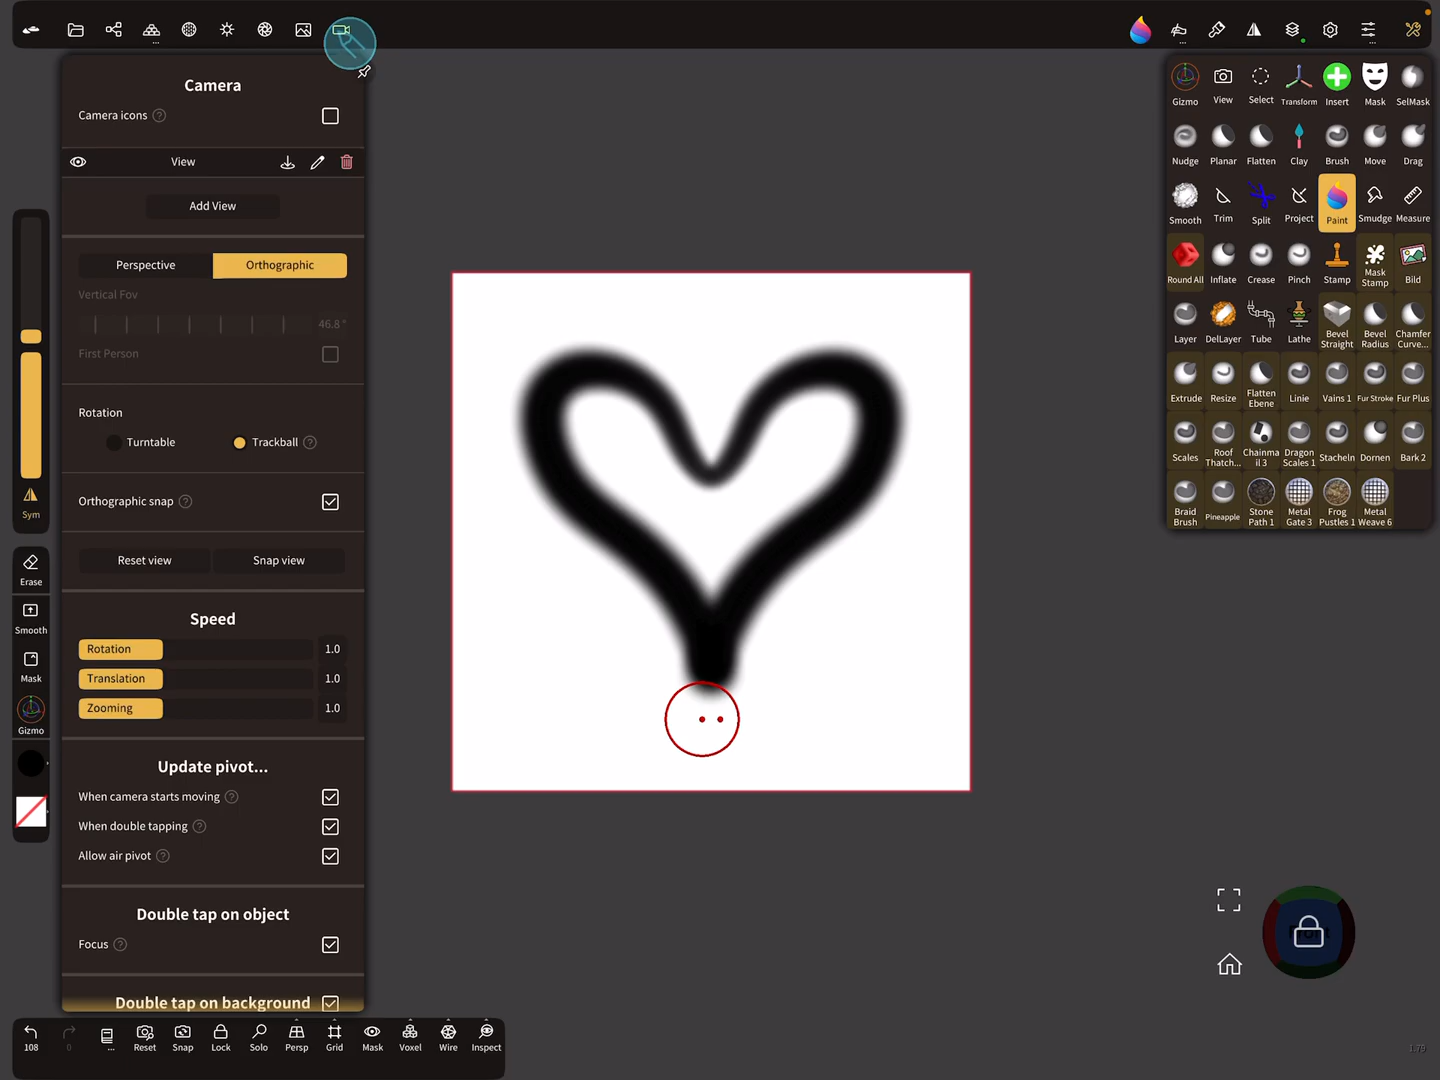 Camera
Camera icons ?
View
Add View
Perspective Orthographic
Vertical Fov
46.8°
First Person
Rotation
Turntable Trackball ?
Orthographic snap ?
Reset view Snap view
Speed
Rotation 1.0
Translation 1.0
Zooming 1.0
Update pivot...
When camera starts moving ?
When double tapping ?
Allow air pivot ?
Double tap on object
Focus ?
Double tap on background
Sym
Erase
Smooth
Mask
Gizmo
Gizmo View Select Transform Insert Mask SelMask
Nudge Planar Flatten Clay Brush Move Drag
Smooth Trim Split Project Paint Smudge Measure
Round All Inflate Crease Pinch Stamp Mask Stamp Bild
Layer DelLayer Tube Lathe Bevel Straight Bevel Radius Chamfer Curve...
Extrude Resize Flatten Ebene Linie Vains 1 Fur Stroke Fur Plus
Scales Roof Thatch... Chainmail 3 Dragon Scales 1 Stacheln Dornen Bark 2
Braid Brush Pineapple Stone Path 1 Metal Gate 3 Frog Pustles 1 Metal Weave 6
108 0 ... Reset Snap Lock Solo Persp Grid Mask Voxel Wire Inspect
1.79